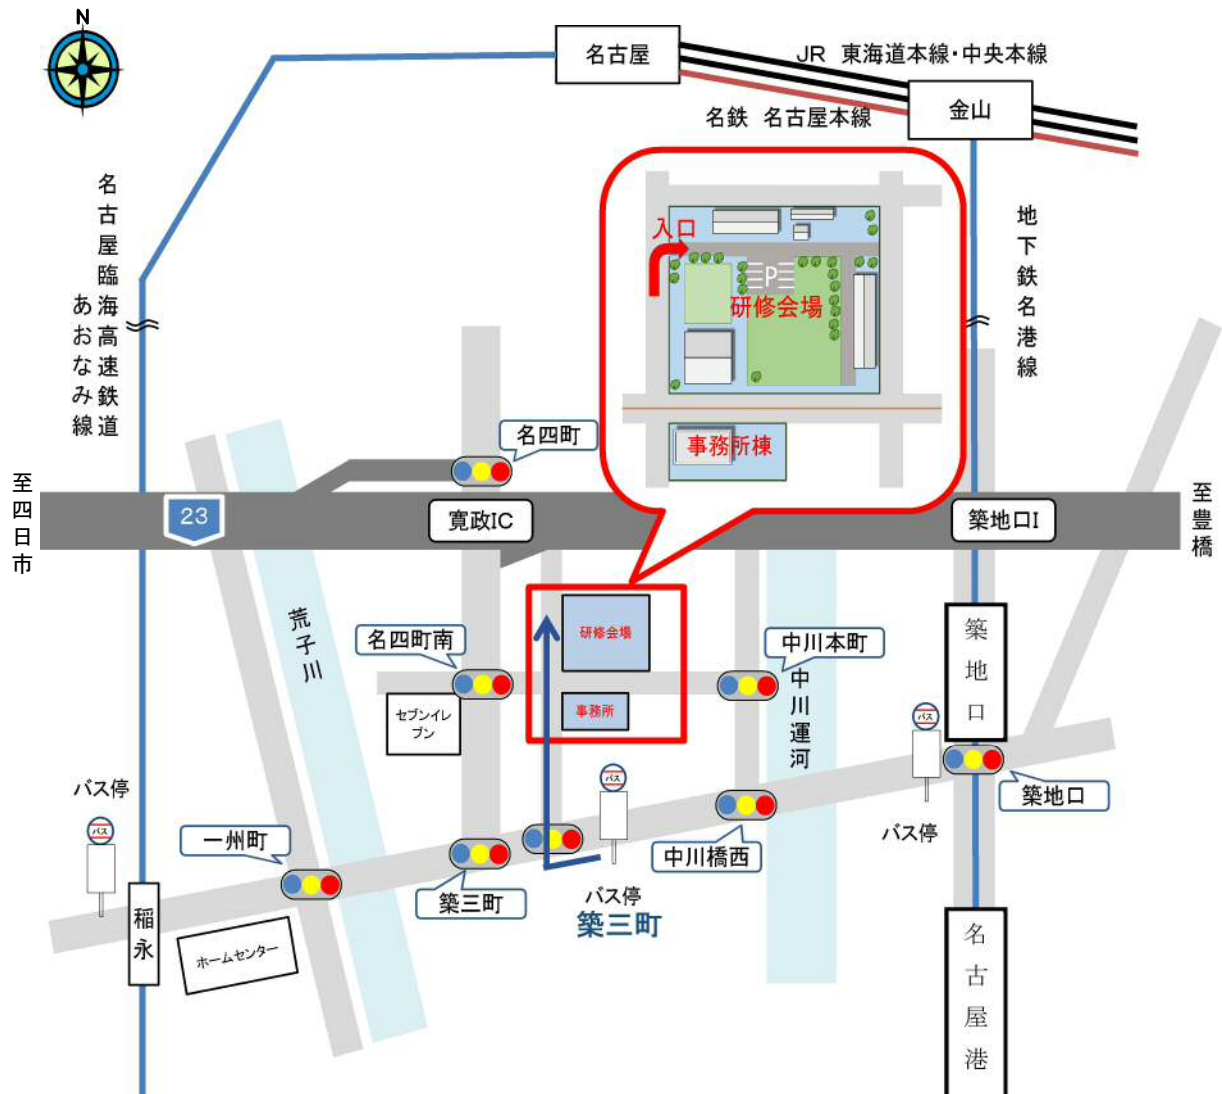 N
名古屋
JR 東海道本線・中央本線
金山
名鉄 名古屋本線
名古屋臨海高速鉄道
あおなみ線
地下鉄名港線
入口
P
研修会場
事務所棟
名四町
至四日市
23
寛政IC
築地口I
至豊橋
荒子川
名四町南
研修会場
中川本町
築地口
セブンイレ
ブン
事務所
中川運河
バス
バス
バス停
バス
一州町
築三町
中川橋西
バス停
築地口
バス停
築三町
稲永
ホームセンター
名古屋港